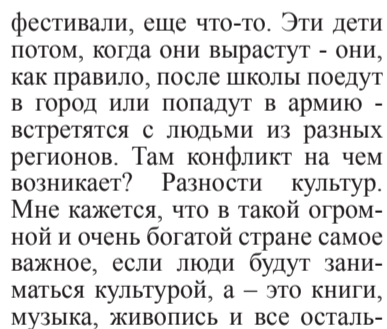 фестивали, еще что-то. Эти дети
потом, когда они вырастут - они,
как правило, после школы поедут
в город или попадут в армию -
встретятся с людьми из разных
регионов. Там конфликт на чем
возникает? Разности культур.
Мне кажется, что в такой огром-
ной и очень богатой стране самое
важное, если люди будут зани-
маться культурой, а – это книги,
музыка, живопись и все осталь-